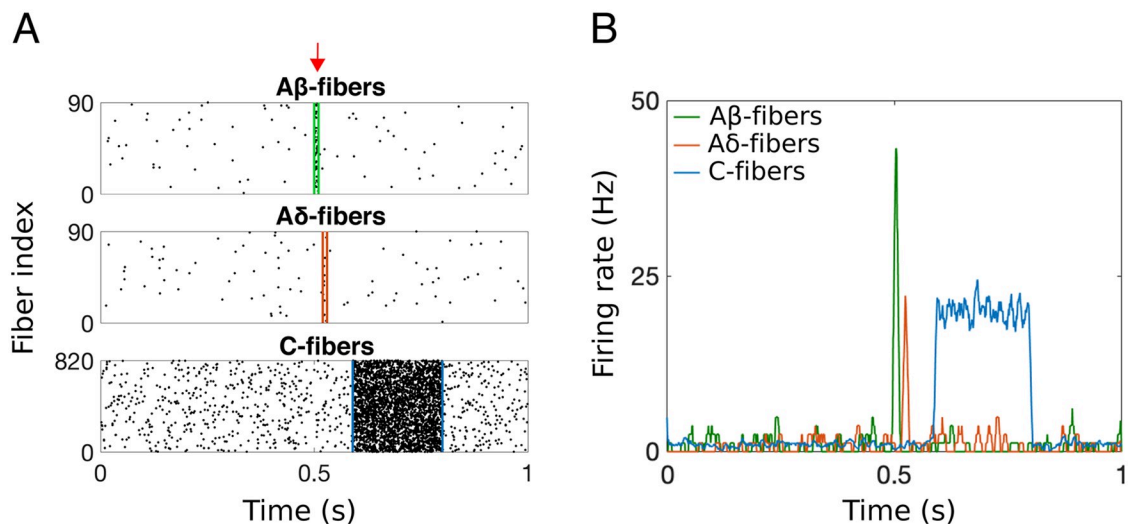 A
Aβ-fibers
90
0
Aδ-fibers
90
0
C-fibers
820
0
0
0.5
1
Time (s)
Fiber index
B
50
25
0
Aβ-fibers
Aδ-fibers
C-fibers
0
0.5
1
Time (s)
Firing rate (Hz)